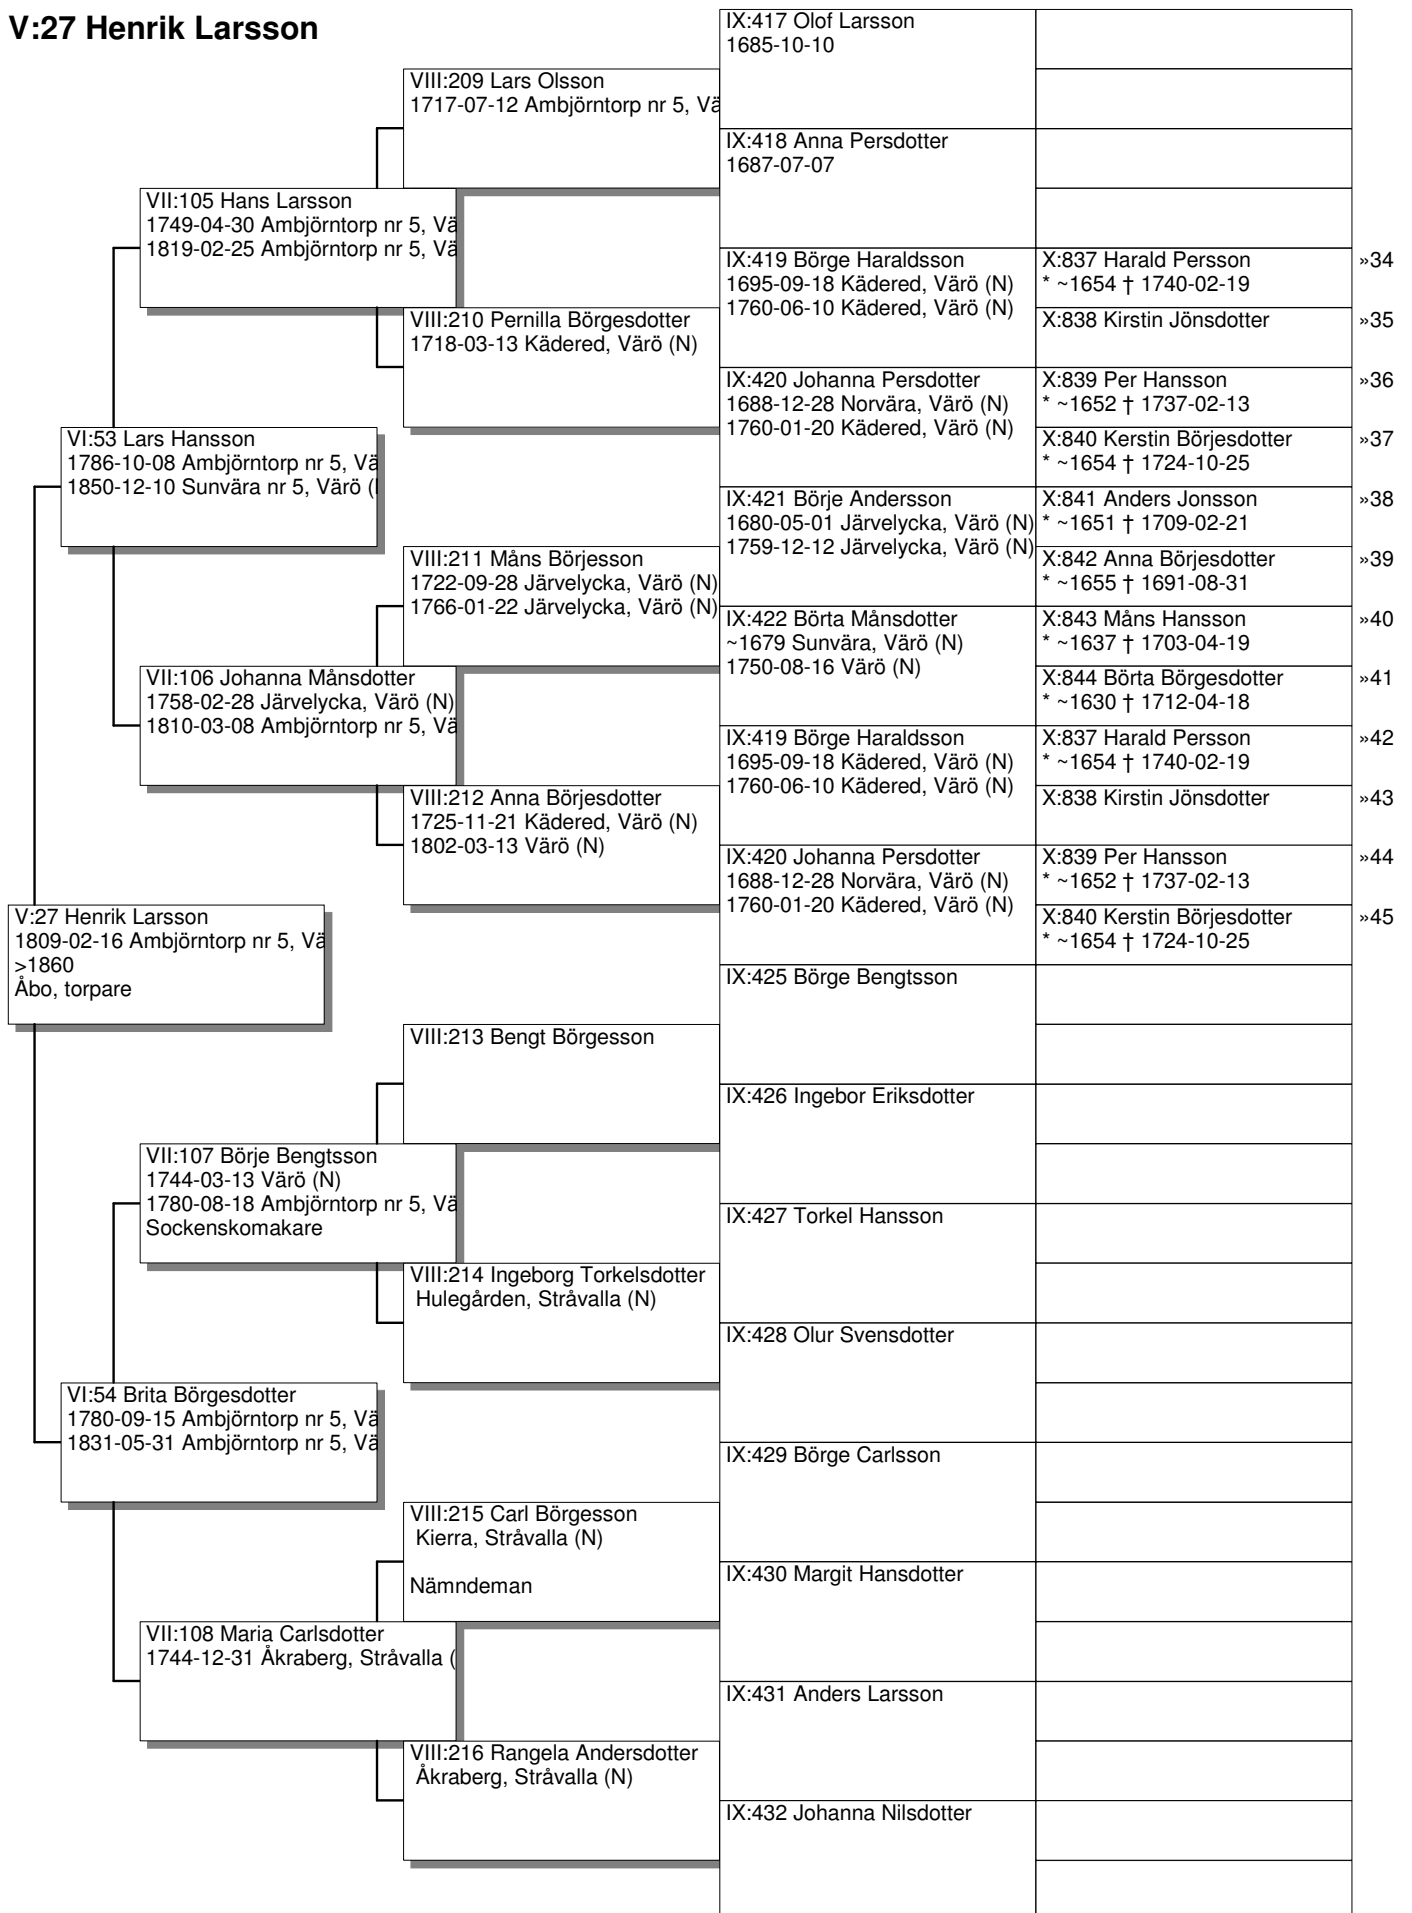 V:27 Henrik Larsson
V:27 Henrik Larsson
1809-02-16 Ambjörntorp nr 5, Vä
>1860
Åbo, torpare
VI:53 Lars Hansson
1786-10-08 Ambjörntorp nr 5, Vä
1850-12-10 Sunvära nr 5, Värö (
VI:54 Brita Börgesdotter
1780-09-15 Ambjörntorp nr 5, Vä
1831-05-31 Ambjörntorp nr 5, Vä
VII:105 Hans Larsson
1749-04-30 Ambjörntorp nr 5, Vä
1819-02-25 Ambjörntorp nr 5, Vä
VII:106 Johanna Månsdotter
1758-02-28 Järvelycka, Värö (N)
1810-03-08 Ambjörntorp nr 5, Vä
VII:107 Börje Bengtsson
1744-03-13 Värö (N)
1780-08-18 Ambjörntorp nr 5, Vä
Sockenskomakare
VII:108 Maria Carlsdotter
1744-12-31 Åkraberg, Stråvalla (
VIII:209 Lars Olsson
1717-07-12 Ambjörntorp nr 5, Vä
VIII:210 Pernilla Börgesdotter
1718-03-13 Kädered, Värö (N)
VIII:211 Måns Börjesson
1722-09-28 Järvelycka, Värö (N)
1766-01-22 Järvelycka, Värö (N)
VIII:212 Anna Börjesdotter
1725-11-21 Kädered, Värö (N)
1802-03-13 Värö (N)
VIII:213 Bengt Börgesson
VIII:214 Ingeborg Torkelsdotter
Hulegården, Stråvalla (N)
VIII:215 Carl Börgesson
Kierra, Stråvalla (N)
Nämndeman
VIII:216 Rangela Andersdotter
Åkraberg, Stråvalla (N)
IX:417 Olof Larsson
1685-10-10
IX:418 Anna Persdotter
1687-07-07
IX:419 Börge Haraldsson
1695-09-18 Kädered, Värö (N)
1760-06-10 Kädered, Värö (N)
IX:420 Johanna Persdotter
1688-12-28 Norvära, Värö (N)
1760-01-20 Kädered, Värö (N)
IX:421 Börje Andersson
1680-05-01 Järvelycka, Värö (N)
1759-12-12 Järvelycka, Värö (N)
IX:422 Börta Månsdotter
~1679 Sunvära, Värö (N)
1750-08-16 Värö (N)
IX:419 Börge Haraldsson
1695-09-18 Kädered, Värö (N)
1760-06-10 Kädered, Värö (N)
IX:420 Johanna Persdotter
1688-12-28 Norvära, Värö (N)
1760-01-20 Kädered, Värö (N)
IX:425 Börge Bengtsson
IX:426 Ingebor Eriksdotter
IX:427 Torkel Hansson
IX:428 Olur Svensdotter
IX:429 Börge Carlsson
IX:430 Margit Hansdotter
IX:431 Anders Larsson
IX:432 Johanna Nilsdotter
X:837 Harald Persson »34
* ~1654 † 1740-02-19
X:838 Kirstin Jönsdotter »35
X:839 Per Hansson »36
* ~1652 † 1737-02-13
X:840 Kerstin Börjesdotter »37
* ~1654 † 1724-10-25
X:841 Anders Jonsson »38
* ~1651 † 1709-02-21
X:842 Anna Börjesdotter »39
* ~1655 † 1691-08-31
X:843 Måns Hansson »40
* ~1637 † 1703-04-19
X:844 Börta Börgesdotter »41
* ~1630 † 1712-04-18
X:837 Harald Persson »42
* ~1654 † 1740-02-19
X:838 Kirstin Jönsdotter »43
X:839 Per Hansson »44
* ~1652 † 1737-02-13
X:840 Kerstin Börjesdotter »45
* ~1654 † 1724-10-25